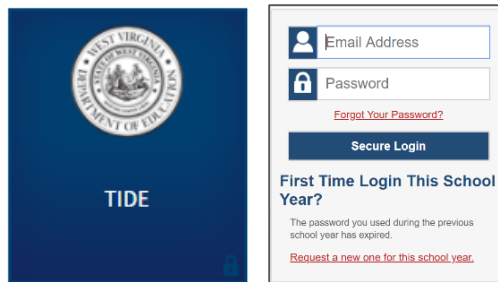 WEST VIRGINIA
DEPARTMENT OF EDUCATION
TIDE
Email Address
Password
Forgot Your Password?
Secure Login
First Time Login This School
Year?
The password you used during the previous
school year has expired.
Request a new one for this school year.